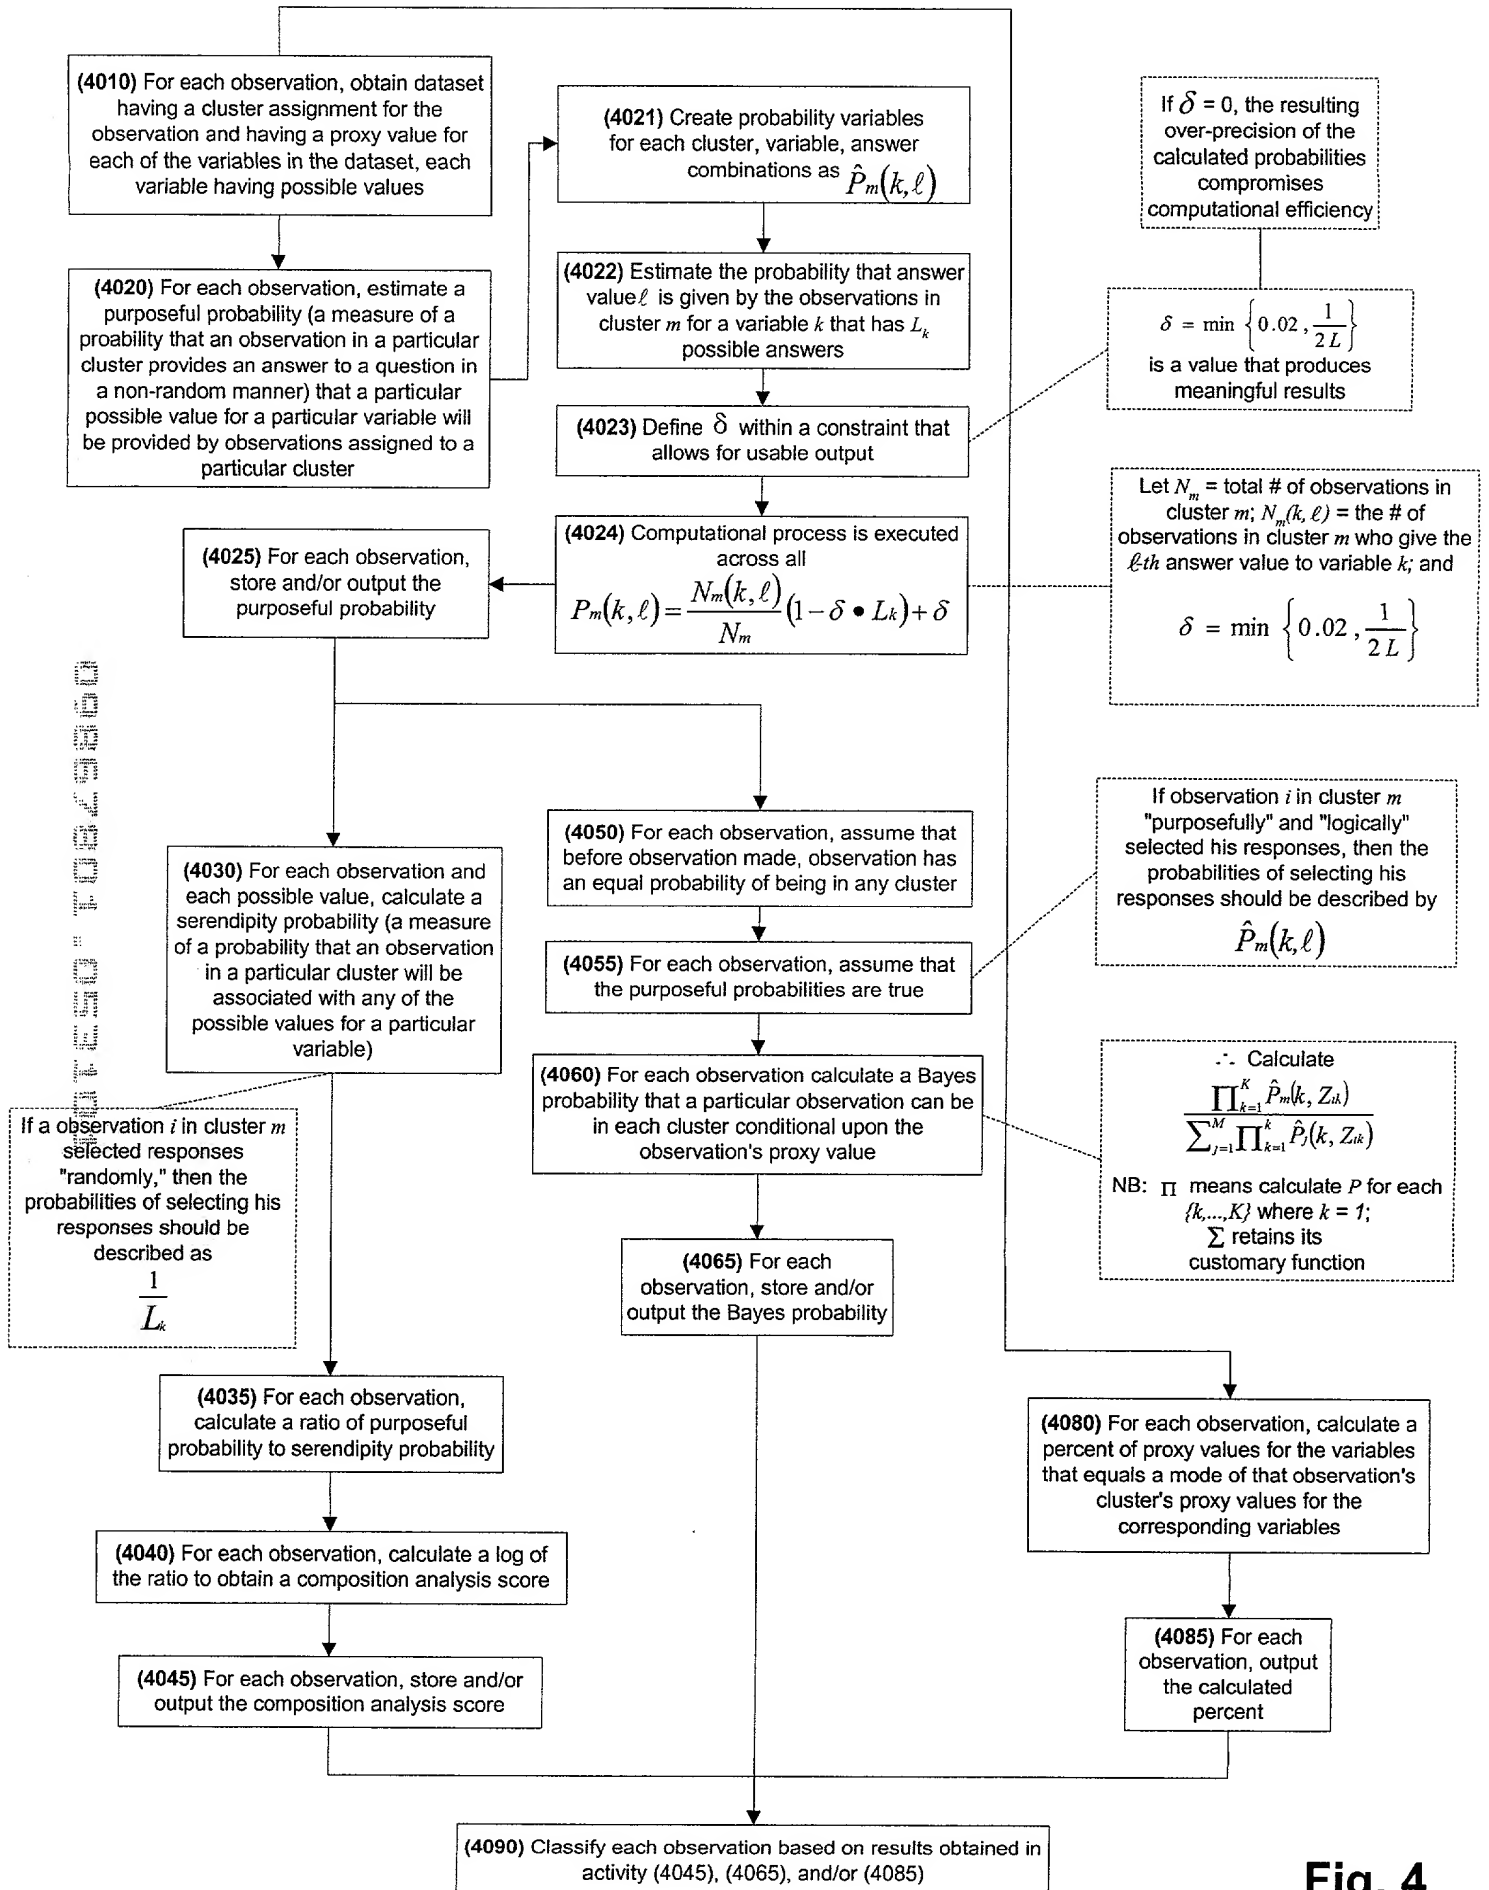 (4010) For each observation, obtain dataset
having a cluster assignment for the
observation and having a proxy value for
each of the variables in the dataset, each
variable having possible values
(4020) For each observation, estimate a
purposeful probability (a measure of a
proability that an observation in a particular
cluster provides an answer to a question in
a non-random manner) that a particular
possible value for a particular variable will
be provided by observations assigned to a
particular cluster
(4021) Create probability variables
for each cluster, variable, answer
combinations as P̂m(k,ℓ)
(4022) Estimate the probability that answer
value ℓ is given by the observations in
cluster m for a variable k that has Lk
possible answers
(4023) Define δ within a constraint that
allows for usable output
(4024) Computational process is executed
across all
Pm(k,ℓ) = Nm(k,ℓ)/Nm (1−δ • Lk)+δ
(4025) For each observation,
store and/or output the
purposeful probability
If δ = 0, the resulting
over-precision of the
calculated probabilities
compromises
computational efficiency
δ = min {0.02 , 1/2L}
is a value that produces
meaningful results
Let Nm = total # of observations in
cluster m; Nm(k, ℓ) = the # of
observations in cluster m who give the
ℓ-th answer value to variable k; and
δ = min {0.02 , 1/2L}
(4030) For each observation and
each possible value, calculate a
serendipity probability (a measure
of a probability that an observation
in a particular cluster will be
associated with any of the
possible values for a particular
variable)
If a observation i in cluster m
selected responses
"randomly," then the
probabilities of selecting his
responses should be
described as
1/Lk
(4035) For each observation,
calculate a ratio of purposeful
probability to serendipity probability
(4040) For each observation, calculate a log of
the ratio to obtain a composition analysis score
(4045) For each observation, store and/or
output the composition analysis score
(4050) For each observation, assume that
before observation made, observation has
an equal probability of being in any cluster
(4055) For each observation, assume that
the purposeful probabilities are true
(4060) For each observation calculate a Bayes
probability that a particular observation can be
in each cluster conditional upon the
observation's proxy value
(4065) For each
observation, store and/or
output the Bayes probability
If observation i in cluster m
"purposefully" and "logically"
selected his responses, then the
probabilities of selecting his
responses should be described by
P̂m(k,ℓ)
∴ Calculate
∏Kk=1 P̂m(k, Zik)
∑Mj=1 ∏kk=1 P̂j(k, Zik)
NB: ∏ means calculate P for each
{k,...,K} where k = 1;
∑ retains its
customary function
(4080) For each observation, calculate a
percent of proxy values for the variables
that equals a mode of that observation's
cluster's proxy values for the
corresponding variables
(4085) For each
observation, output
the calculated
percent
(4090) Classify each observation based on results obtained in
activity (4045), (4065), and/or (4085)
Fig. 4